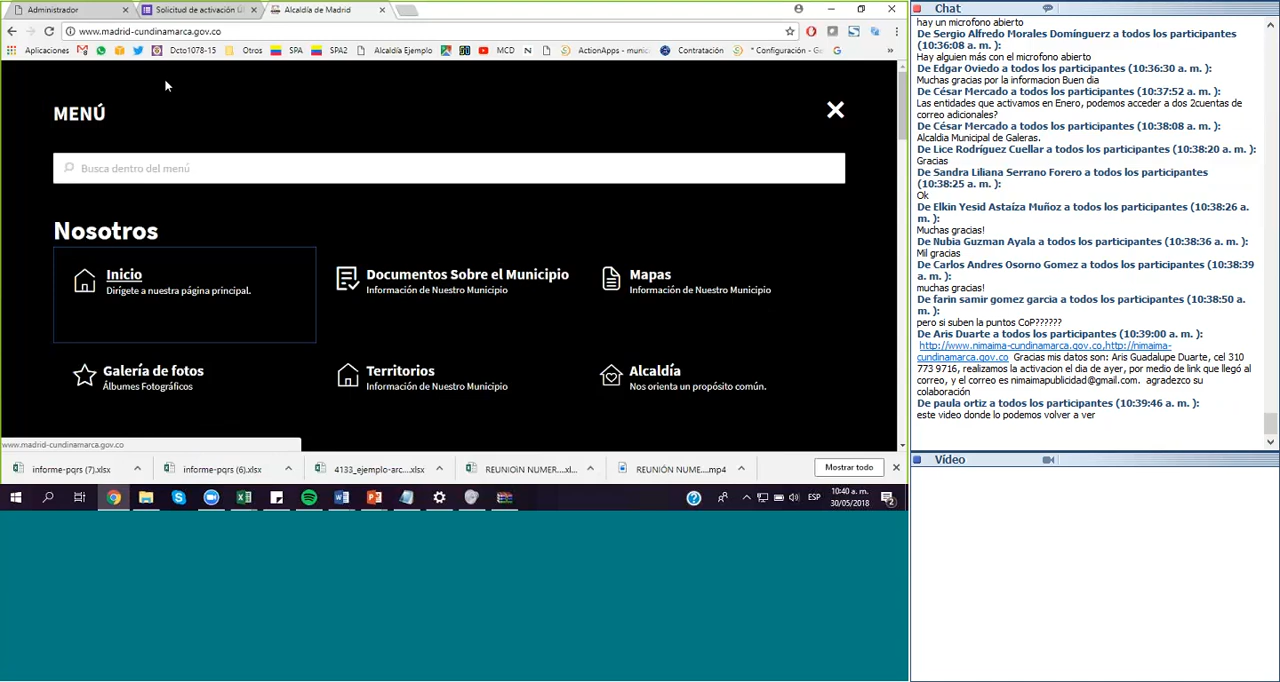 Administrador
Solicitud de activación Ú
Alcaldía de Madrid
www.madrid-cundinamarca.gov.co
Aplicaciones
Dcto1078-15
Otros
SPA
SPA2
Alcaldía Ejemplo
MCD
ActionApps - muni
Contratación
* Configuración - Ge
MENÚ
Busca dentro del menú
Nosotros
Inicio
Dirígete a nuestra página principal.
Documentos Sobre el Municipio
Información de Nuestro Municipio
Mapas
Información de Nuestro Municipio
Galería de fotos
Álbumes Fotográficos
Territorios
Información de Nuestro Municipio
Alcaldía
Nos orienta un propósito común.
www.madrid-cundinamarca.gov.co
informe-pqrs (7).xlsx
informe-pqrs (6).xlsx
4133_ejemplo-arc....xlsx
REUNIOìN NUMER....xl...
REUNIÓN NUME....mp4
Mostrar todo
ESP
10:40 a. m.
30/05/2018
Chat
hay un microfono abierto
De Sergio Alfredo Morales Domínguerz a todos los participantes
(10:36:08 a. m. ):
Hay alguien más con el microfono abierto
De Edgar Oviedo a todos los participantes (10:36:30 a. m. ):
Muchas gracias por la informacion Buen dia
De César Mercado a todos los participantes (10:37:52 a. m. ):
Las entidades que activamos en Enero, podemos acceder a dos 2cuentas de
correo adicionales?
De César Mercado a todos los participantes (10:38:08 a. m. ):
Alcaldia Municipal de Galeras.
De Lice Rodríguez Cuellar a todos los participantes (10:38:20 a. m. ):
Gracias
De Sandra Liliana Serrano Forero a todos los participantes
(10:38:25 a. m. ):
Ok
De Elkin Yesid Astaíza Muñoz a todos los participantes (10:38:26 a.
m. ):
Muchas gracias!
De Nubia Guzman Ayala a todos los participantes (10:38:36 a. m. ):
Mil gracias
De Carlos Andres Osorno Gomez a todos los participantes (10:38:39
a. m. ):
muchas gracias!
De farin samir gomez garcia a todos los participantes (10:38:50 a.
m. ):
pero si suben la puntos CoP??????
De Aris Duarte a todos los participantes (10:39:00 a. m. ):
http://www.nimaima-cundinamarca.gov.co,http://nimaima-
cundinamarca.gov.co Gracias mis datos son: Aris Guadalupe Duarte, cel 310
773 9716, realizamos la activacion el dia de ayer, por medio de link que llegó al
correo, y el correo es nimaimapublicidad@gmail.com. agradezco su
colaboración
De paula ortiz a todos los participantes (10:39:46 a. m. ):
este video donde lo podemos volver a ver
Vídeo